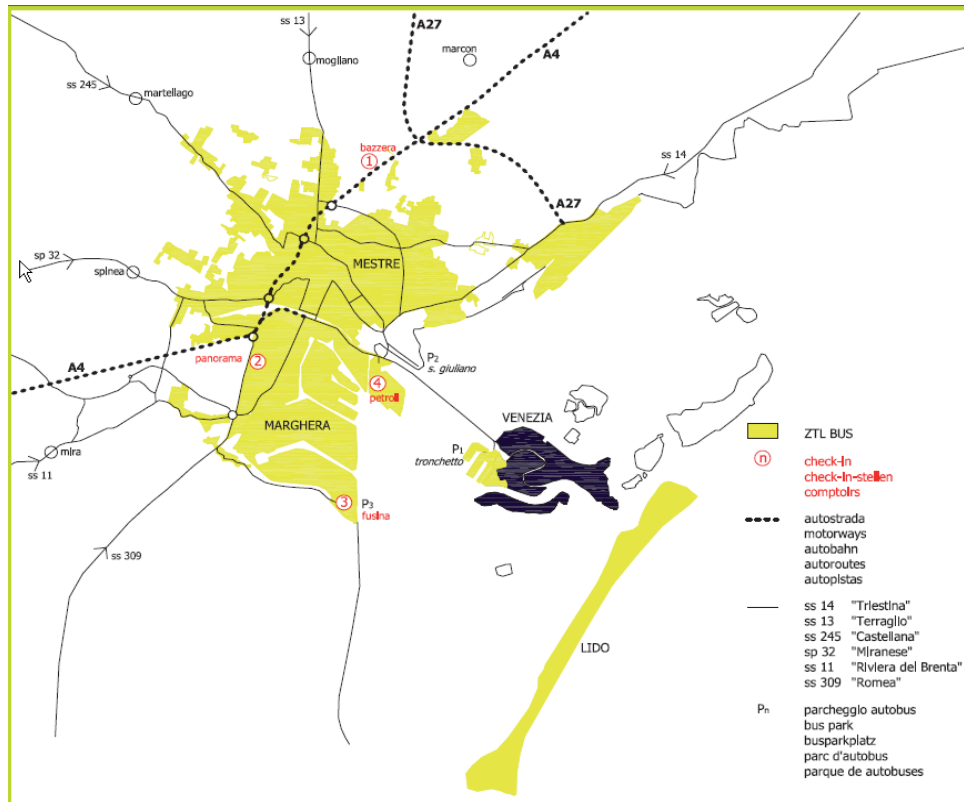 ss 13
A27
marcon
A4
mogliano
ss 245
martellago
bazzera
1
ss 14
A27
sp 32
spinea
MESTRE
panorama
2
A4
P2
s. giuliano
4
petroli
MARGHERA
VENEZIA
P1
tronchetto
mira
ss 11
3
P3
fusina
ss 309
LIDO
ZTL BUS
n
check-in
check-in-stellen
comptoirs
autostrada
motorways
autobahn
autoroutes
autopistas
ss 14 "Triestina"
ss 13 "Terraglio"
ss 245 "Castellana"
sp 32 "Miranese"
ss 11 "Riviera del Brenta"
ss 309 "Romea"
Pn
parcheggio autobus
bus park
busparkplatz
parc d'autobus
parque de autobuses